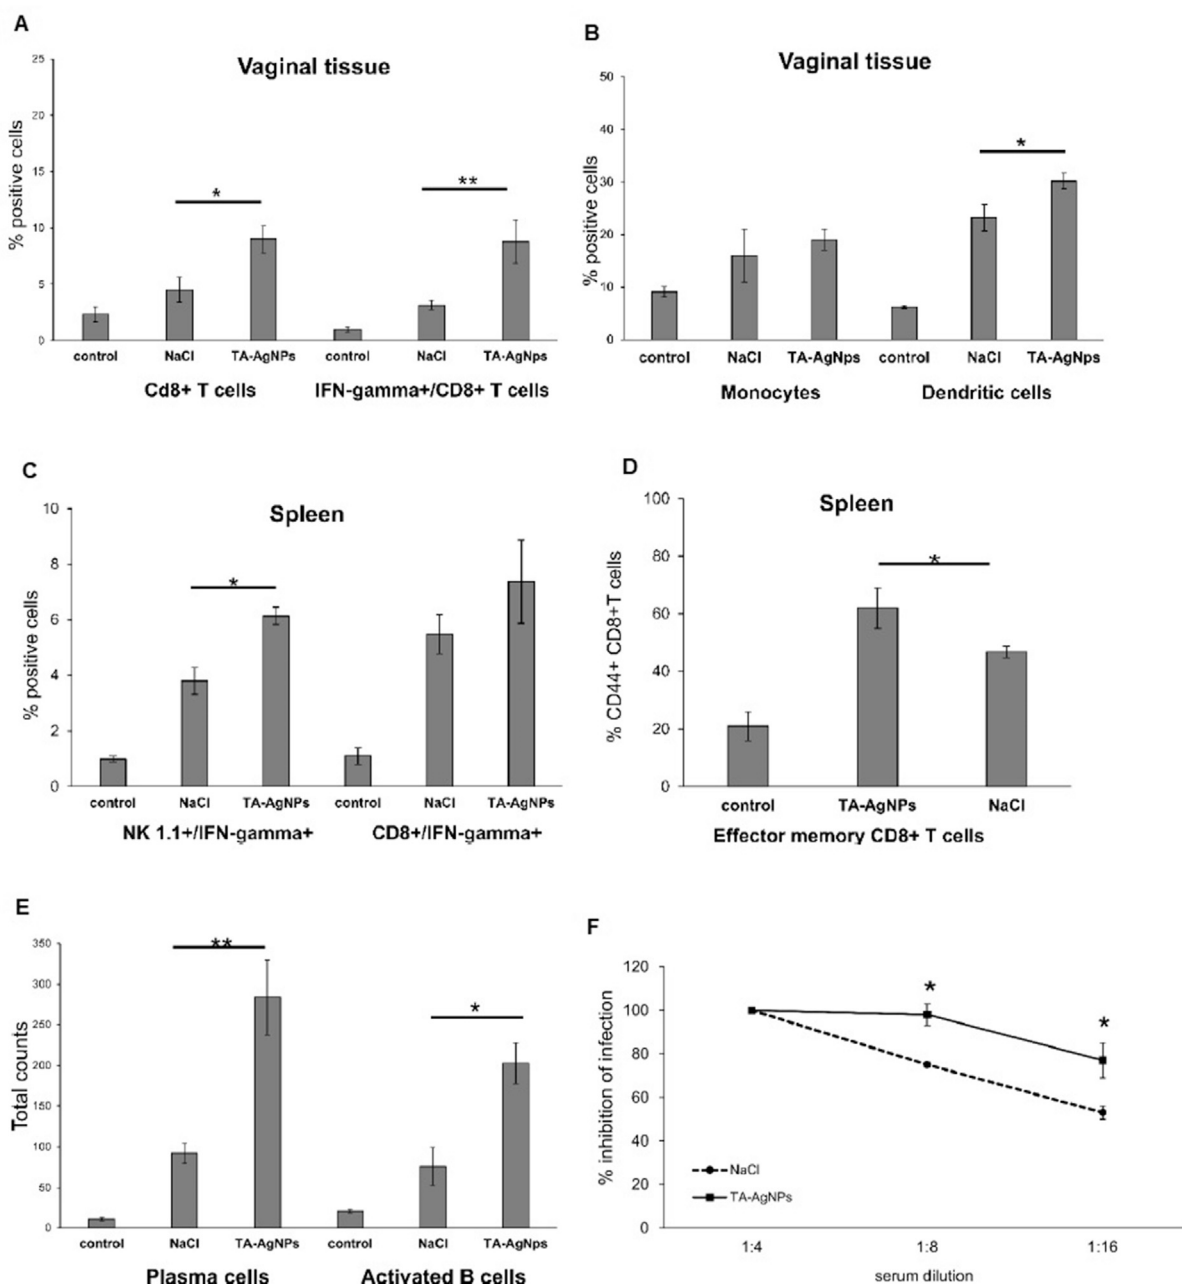 A
Vaginal tissue
% positive cells
25
20
15
10
5
0
*
**
control NaCl TA-AgNPs control NaCl TA-AgNPs
Cd8+ T cells IFN-gamma+/CD8+ T cells
B
Vaginal tissue
% positive cells
50
40
30
20
10
0
*
control NaCl TA-AgNps control NaCl TA-AgNPs
Monocytes Dendritic cells
C
Spleen
% positive cells
10
8
6
4
2
0
*
control NaCl TA-AgNPs control NaCl TA-AgNPs
NK 1.1+/IFN-gamma+ CD8+/IFN-gamma+
D
Spleen
% CD44+ CD8+T cells
100
80
60
40
20
0
*
control TA-AgNPs NaCl
Effector memory CD8+ T cells
E
Total counts
350
300
250
200
150
100
50
0
**
*
control NaCl TA-AgNPs control NaCl TA-AgNps
Plasma cells Activated B cells
F
% inhibition of infection
120
100
80
60
40
20
0
*
*
NaCl
TA-AgNPs
1:4 1:8 1:16
serum dilution